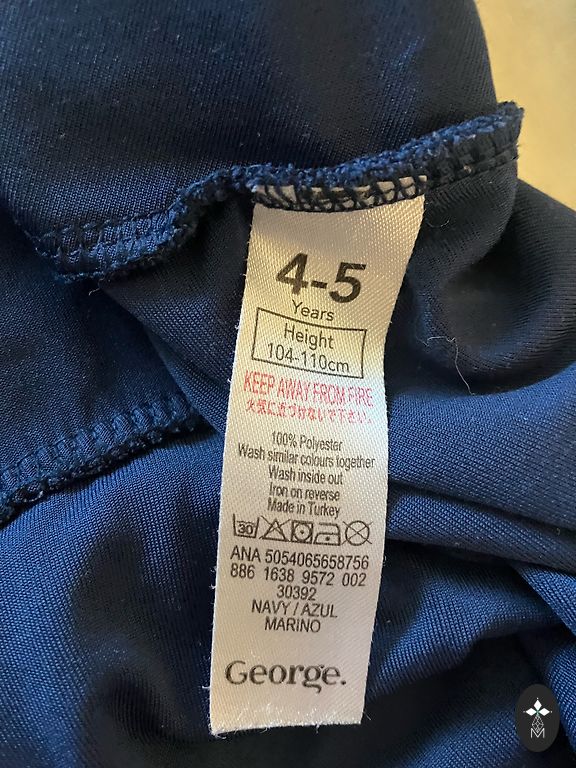 4-5
Years
Height
104-110cm
KEEP AWAY FROM FIRE
火気に近づけないで下さい。
100% Polyester
Wash similar colours together
Wash inside out
Iron on reverse
Made in Turkey
30
ANA 5054065658756
886 1638 9572 002
30392
NAVY / AZUL
MARINO
George.
M